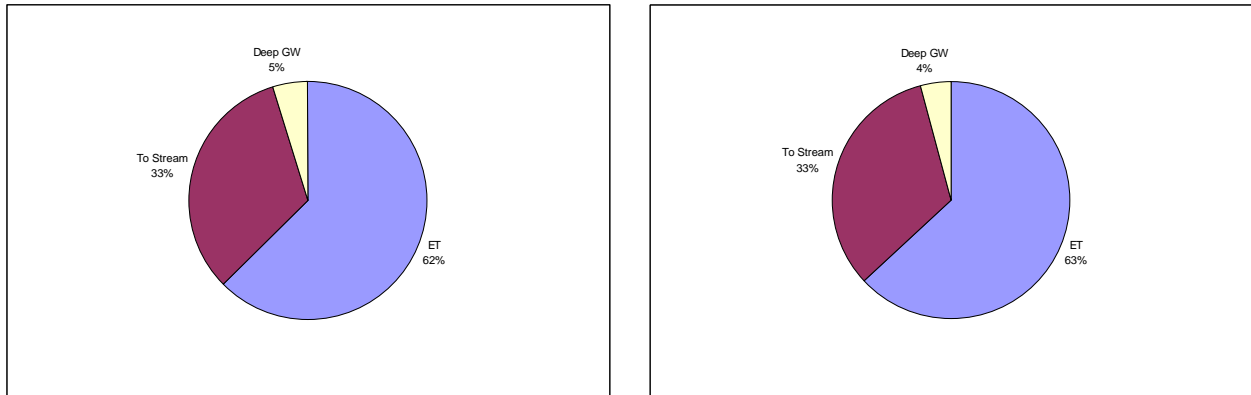 Deep GW
5%
To Stream
33%
ET
62%
Deep GW
4%
To Stream
33%
ET
63%